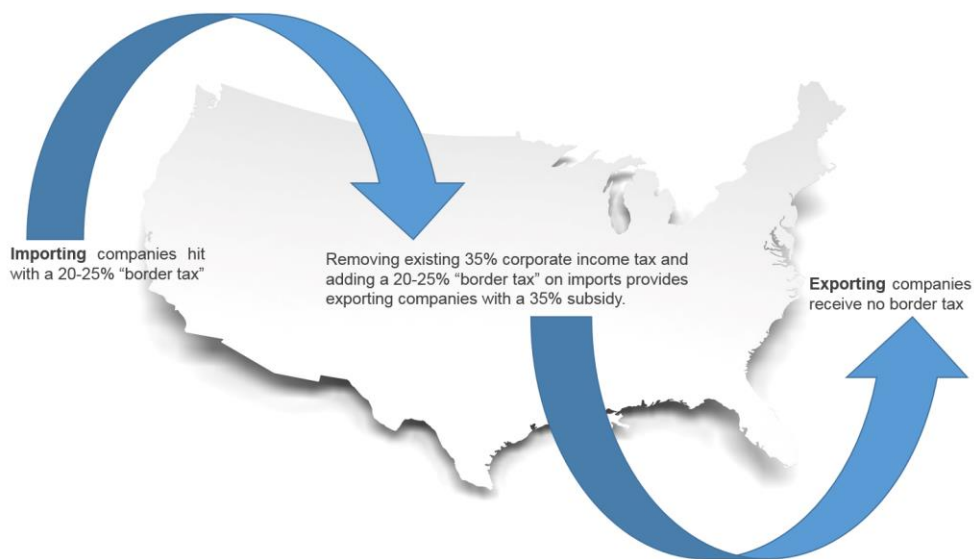 Importing companies hit
with a 20-25% “border tax”
Removing existing 35% corporate income tax and
adding a 20-25% “border tax” on imports provides
exporting companies with a 35% subsidy.
Exporting companies
receive no border tax